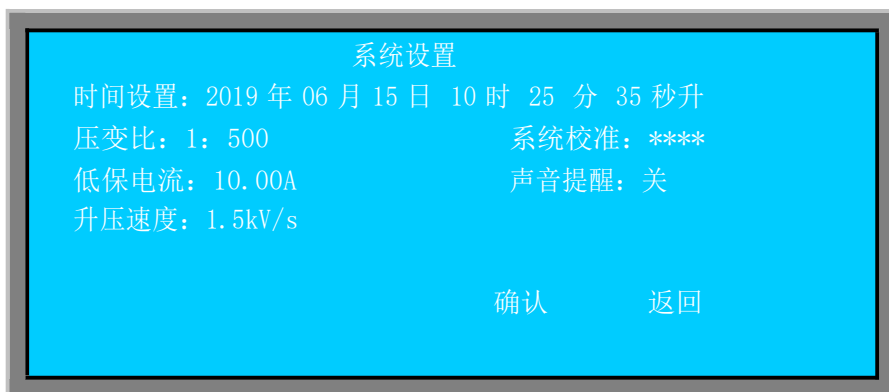 系统设置
时间设置：2019 年 06 月 15 日 10 时 25 分 35 秒升
压变比：1：500 系统校准：****
低保电流：10.00A 声音提醒：关
升压速度：1.5kV/s
确认 返回